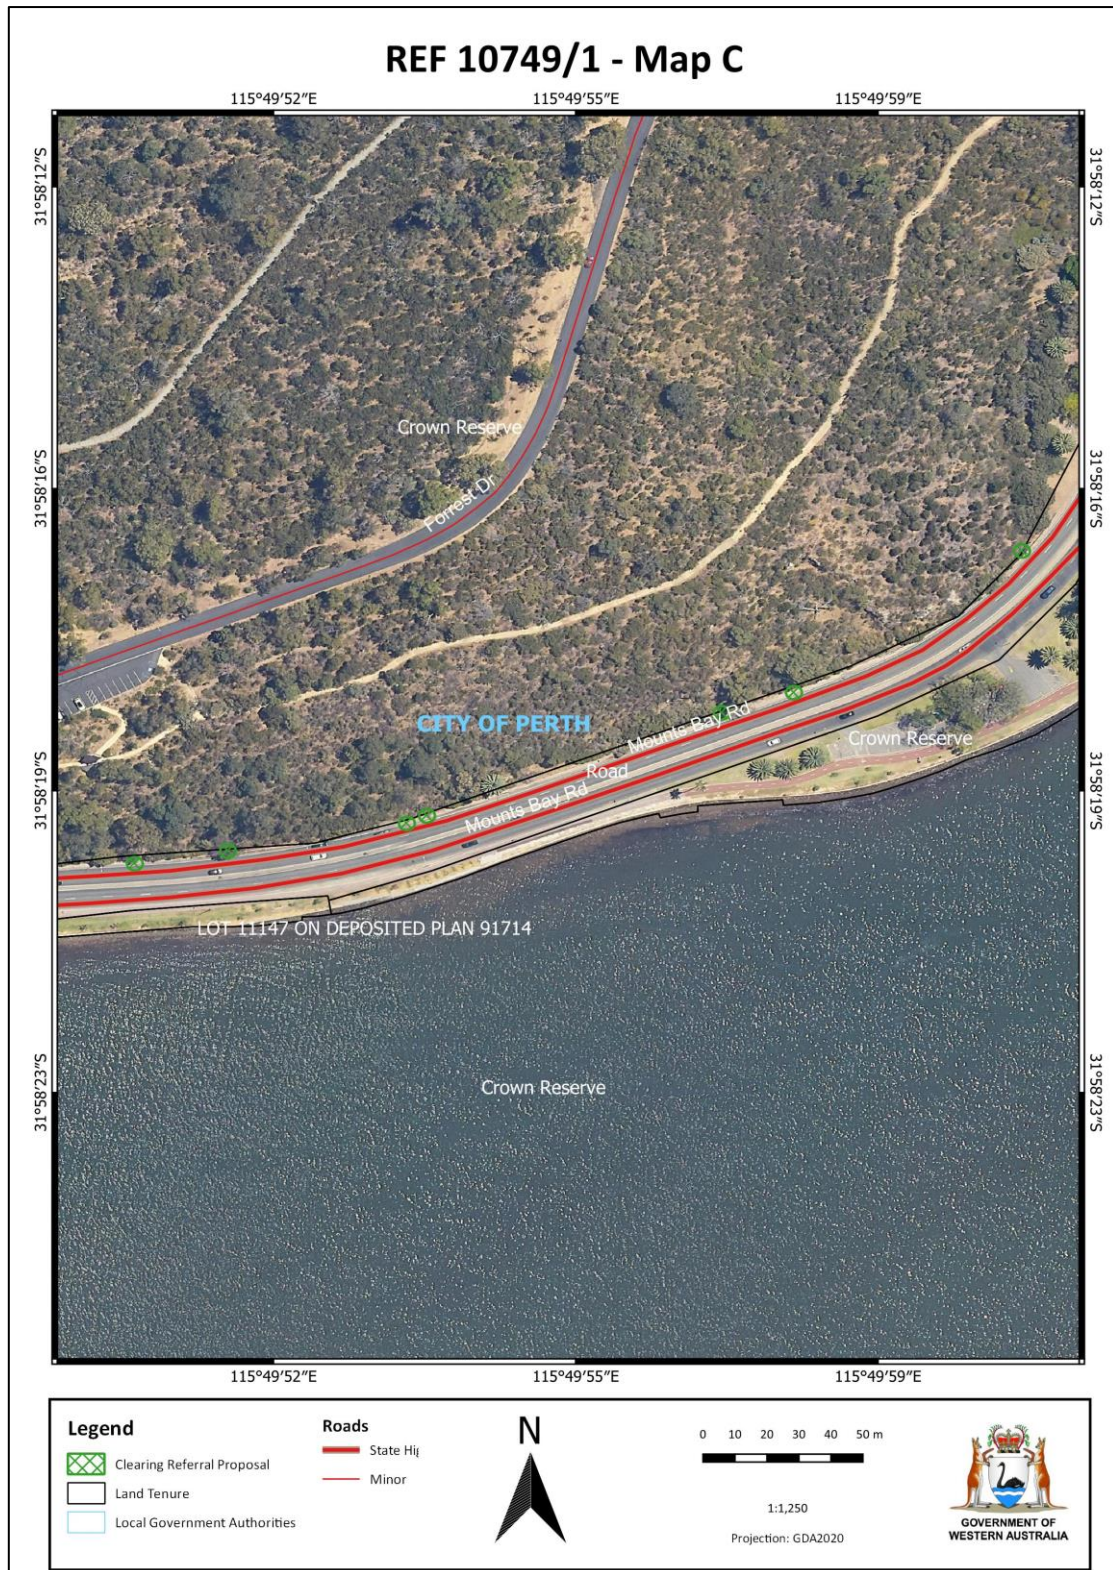 REF 10749/1 - Map C
115°49'52"E
115°49'55"E
115°49'59"E
31°58'12"S
31°58'12"S
Crown Reserve
Forrest Dr
31°58'16"S
31°58'16"S
CITY OF PERTH
Mounts Bay Rd
Crown Reserve
Road
Mounts Bay Rd
31°58'19"S
31°58'19"S
LOT 11147 ON DEPOSITED PLAN 91714
Crown Reserve
31°58'23"S
31°58'23"S
115°49'52"E
115°49'55"E
115°49'59"E
Legend
Clearing Referral Proposal
Land Tenure
Local Government Authorities
Roads
State Hig
Minor
N
0 10 20 30 40 50 m
1:1,250
Projection: GDA2020
GOVERNMENT OF
WESTERN AUSTRALIA